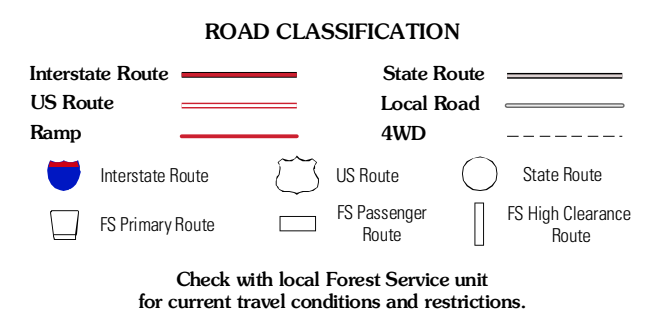 ROAD CLASSIFICATION
Interstate Route
State Route
US Route
Local Road
Ramp
4WD
Interstate Route
US Route
State Route
FS Primary Route
FS Passenger
Route
FS High Clearance
Route
Check with local Forest Service unit
for current travel conditions and restrictions.